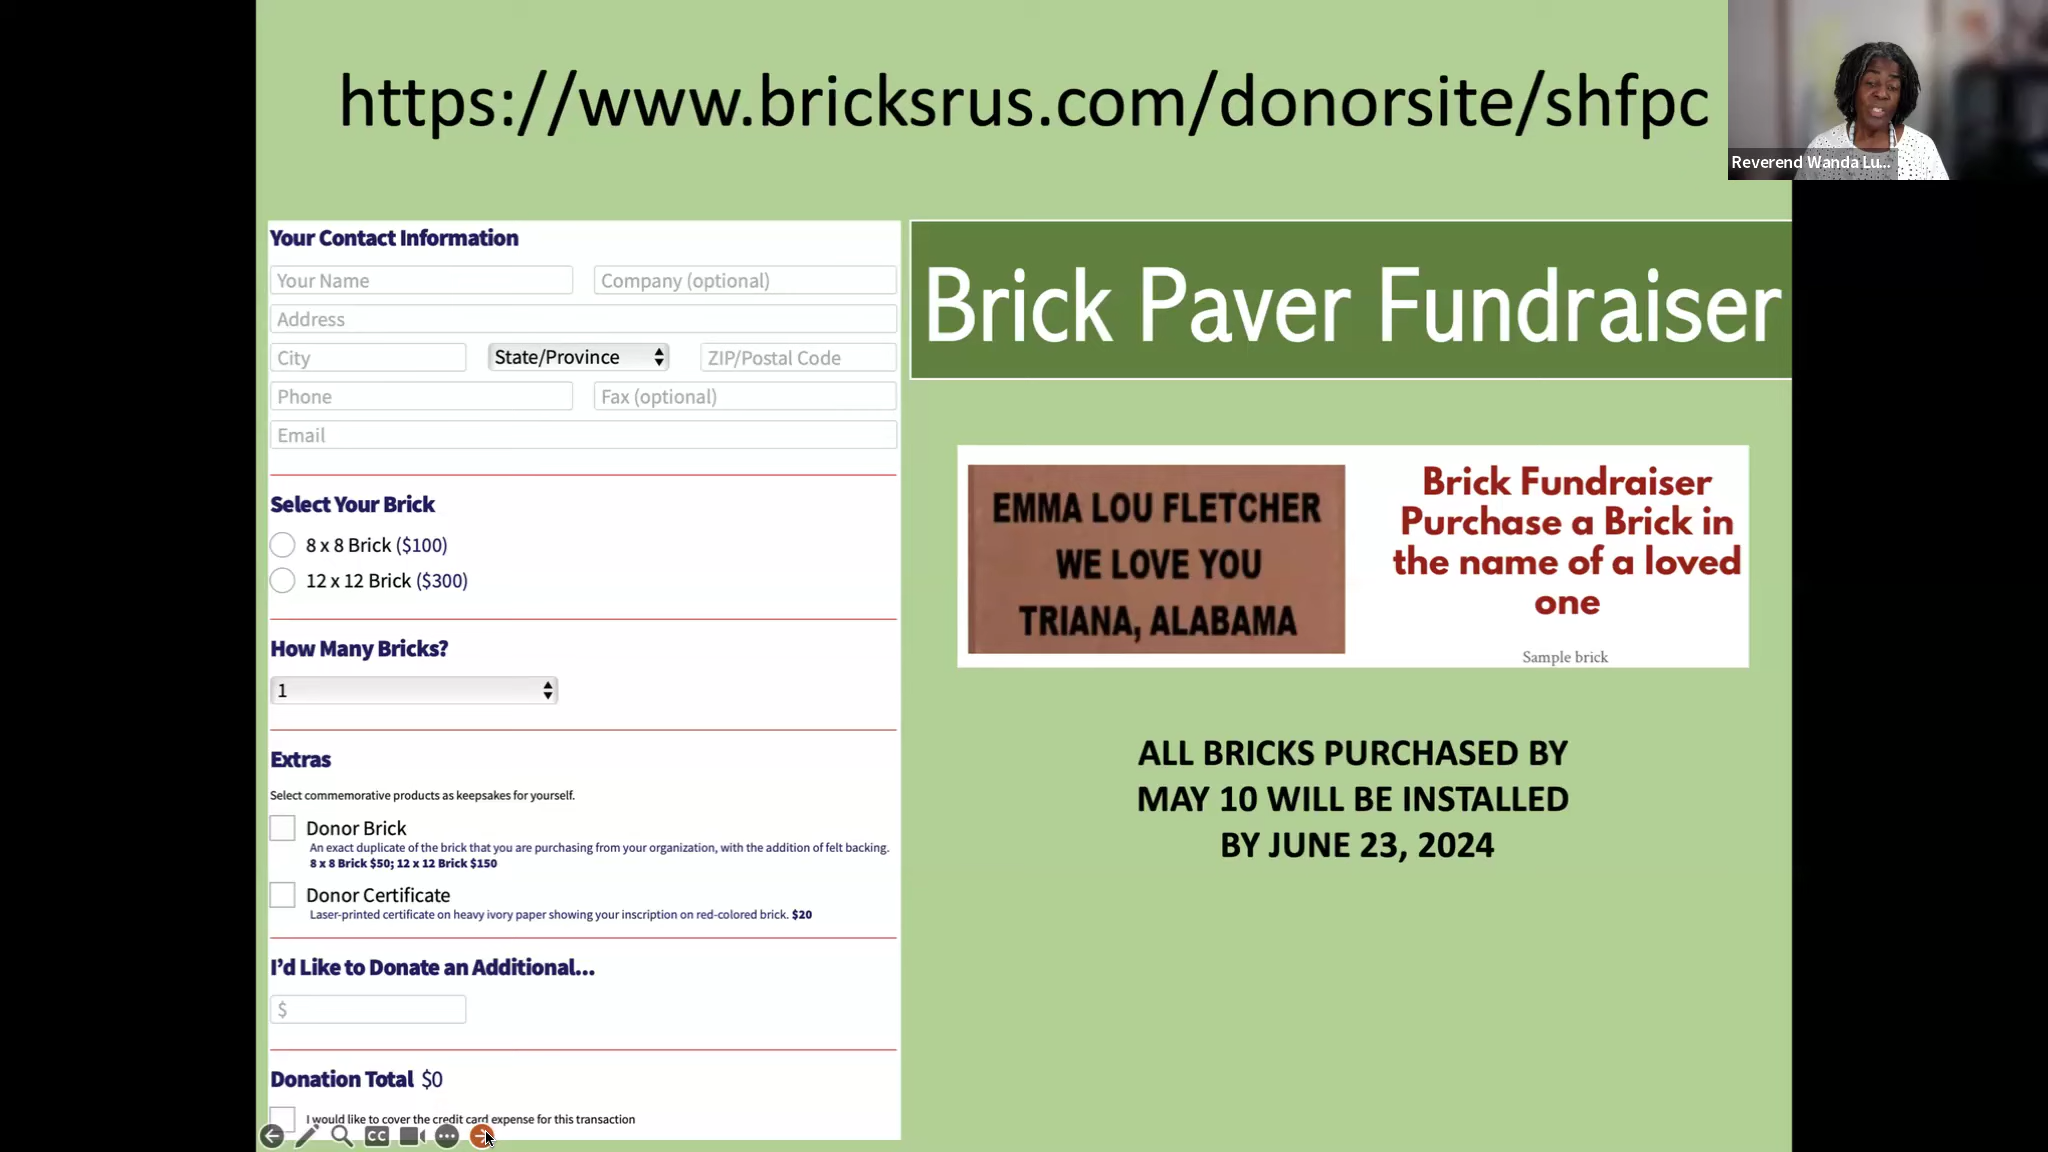 https://www.bricksrus.com/donorsite/shfpc
Reverend Wanda Lu...
Your Contact Information
Your Name
Company (optional)
Address
City
State/Province
ZIP/Postal Code
Phone
Fax (optional)
Email
Select Your Brick
8 x 8 Brick ($100)
12 x 12 Brick ($300)
How Many Bricks?
1
Extras
Select commemorative products as keepsakes for yourself.
Donor Brick
An exact duplicate of the brick that you are purchasing from your organization, with the addition of felt backing.
8 x 8 Brick $50; 12 x 12 Brick $150
Donor Certificate
Laser-printed certificate on heavy ivory paper showing your inscription on red-colored brick. $20
I'd Like to Donate an Additional...
$
Donation Total $0
I would like to cover the credit card expense for this transaction
CC
Brick Paver Fundraiser
EMMA LOU FLETCHER
WE LOVE YOU
TRIANA, ALABAMA
Brick Fundraiser
Purchase a Brick in
the name of a loved
one
Sample brick
ALL BRICKS PURCHASED BY
MAY 10 WILL BE INSTALLED
BY JUNE 23, 2024